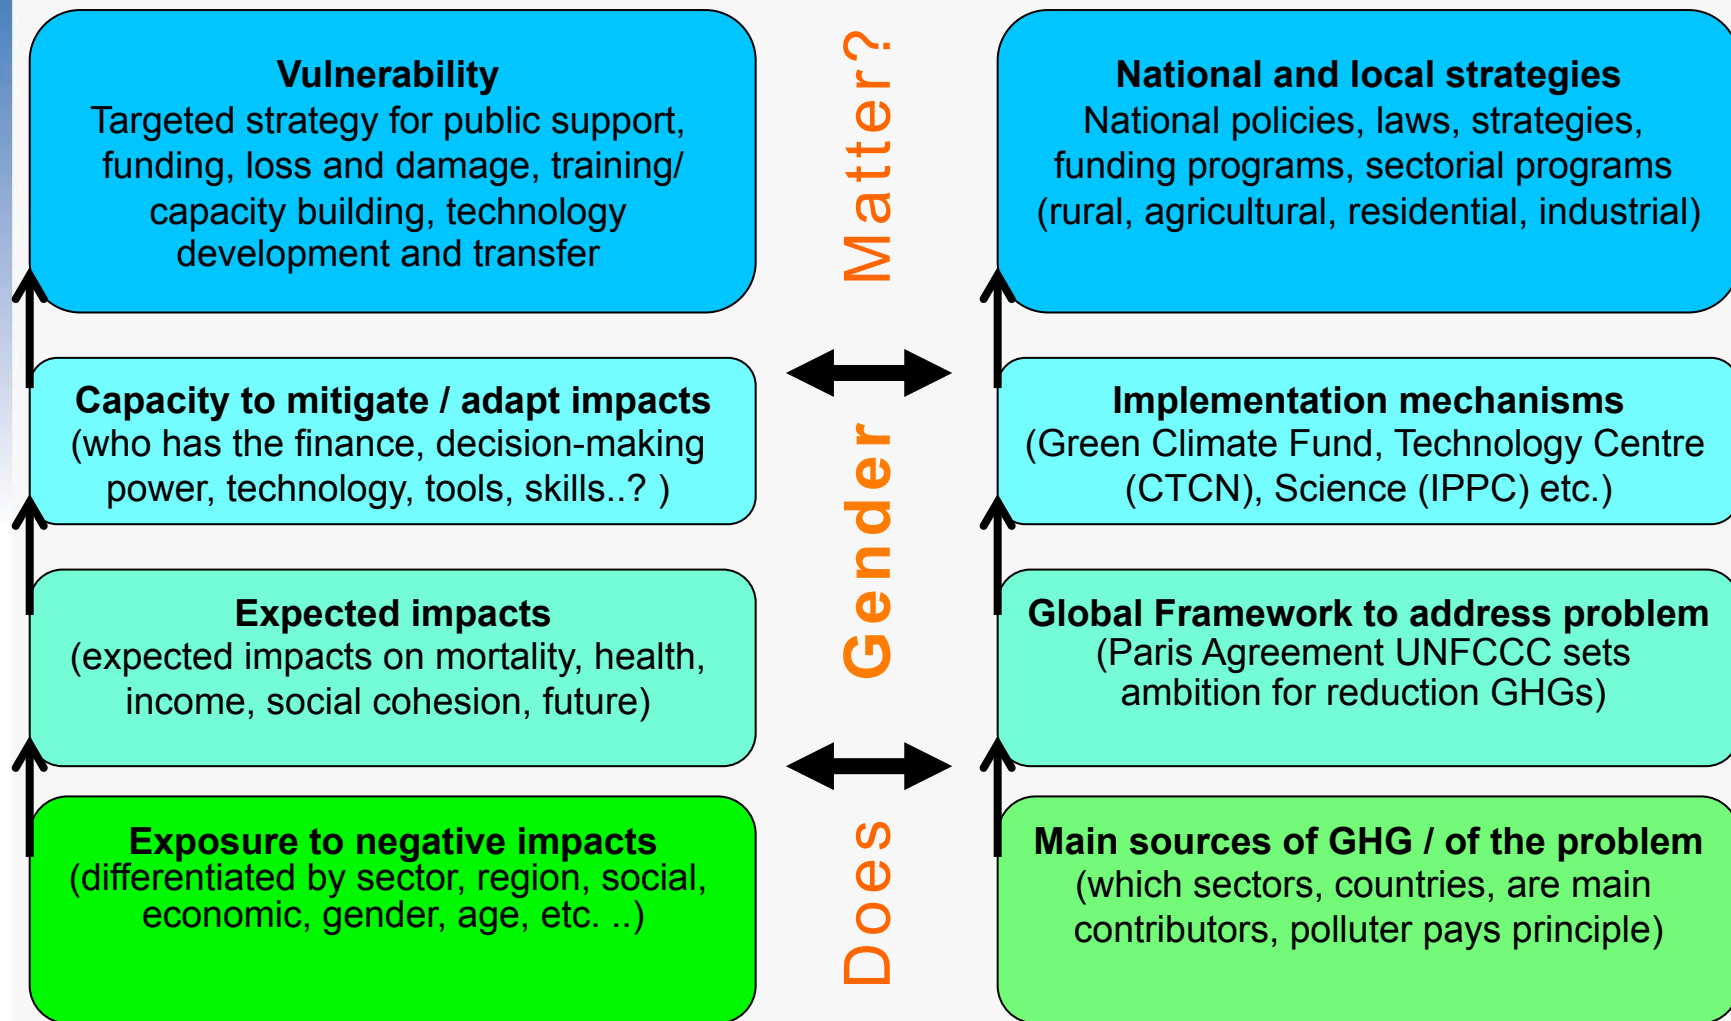 Vulnerability
Targeted strategy for public support,
funding, loss and damage, training/
capacity building, technology
development and transfer
Capacity to mitigate / adapt impacts
(who has the finance, decision-making
power, technology, tools, skills..? )
Expected impacts
(expected impacts on mortality, health,
income, social cohesion, future)
Exposure to negative impacts
(differentiated by sector, region, social,
economic, gender, age, etc. ..)
Does Gender Matter?
National and local strategies
National policies, laws, strategies,
funding programs, sectorial programs
(rural, agricultural, residential, industrial)
Implementation mechanisms
(Green Climate Fund, Technology Centre
(CTCN), Science (IPPC) etc.)
Global Framework to address problem
(Paris Agreement UNFCCC sets
ambition for reduction GHGs)
Main sources of GHG / of the problem
(which sectors, countries, are main
contributors, polluter pays principle)